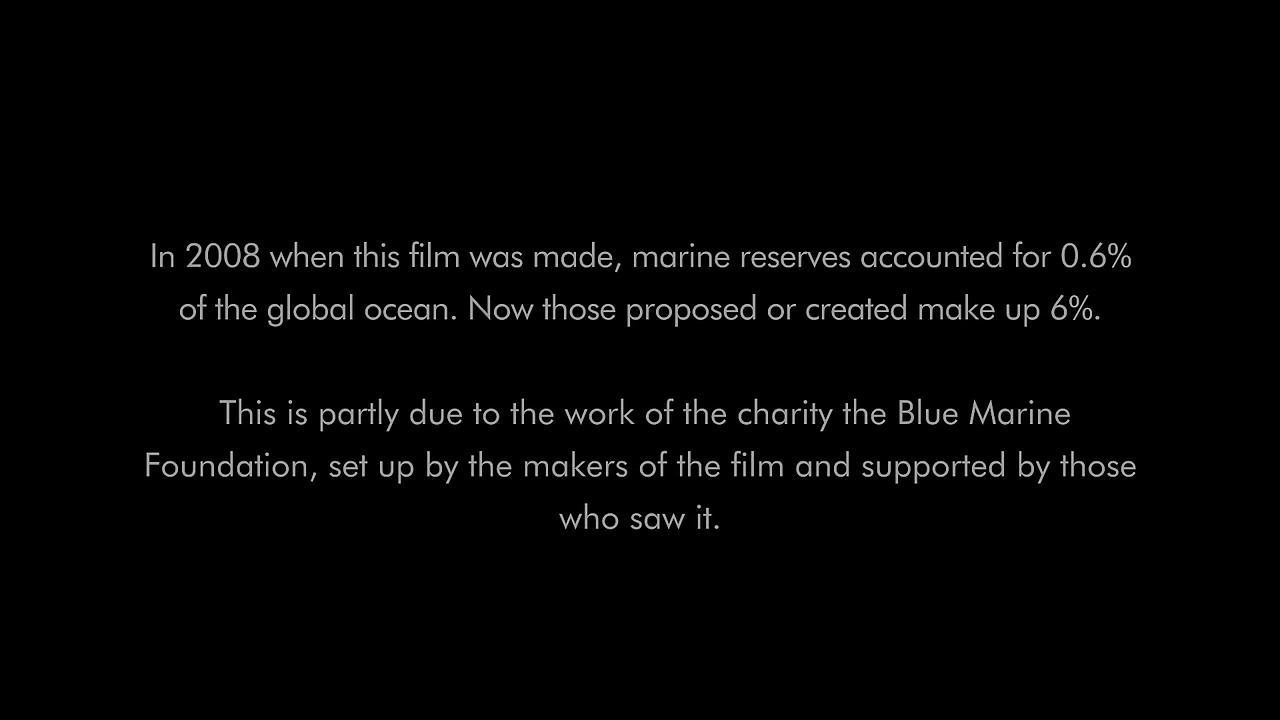 In 2008 when this film was made, marine reserves accounted for 0.6%
of the global ocean. Now those proposed or created make up 6%.
This is partly due to the work of the charity the Blue Marine
Foundation, set up by the makers of the film and supported by those
who saw it.